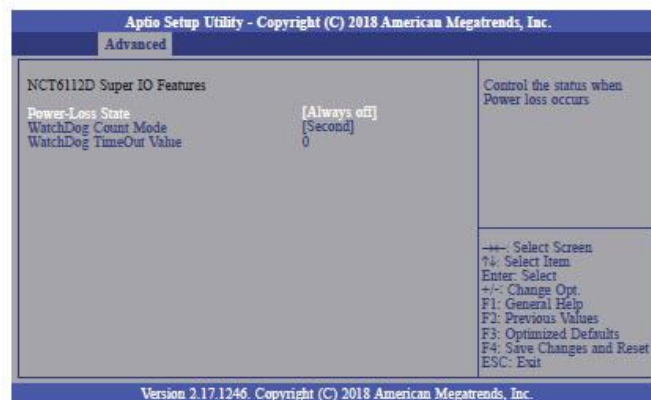 Aptio Setup Utility - Copyright (C) 2018 American Megatrends, Inc.
Advanced
NCT6112D Super IO Features
Power-Loss State [Always off]
WatchDog Count Mode [Second]
WatchDog TimeOut Value 0
Control the status when
Power loss occurs
→←: Select Screen
↑↓: Select Item
Enter: Select
+/-: Change Opt.
F1: General Help
F2: Previous Values
F3: Optimized Defaults
F4: Save Changes and Reset
ESC: Exit
Version 2.17.1246. Copyright (C) 2018 American Megatrends, Inc.